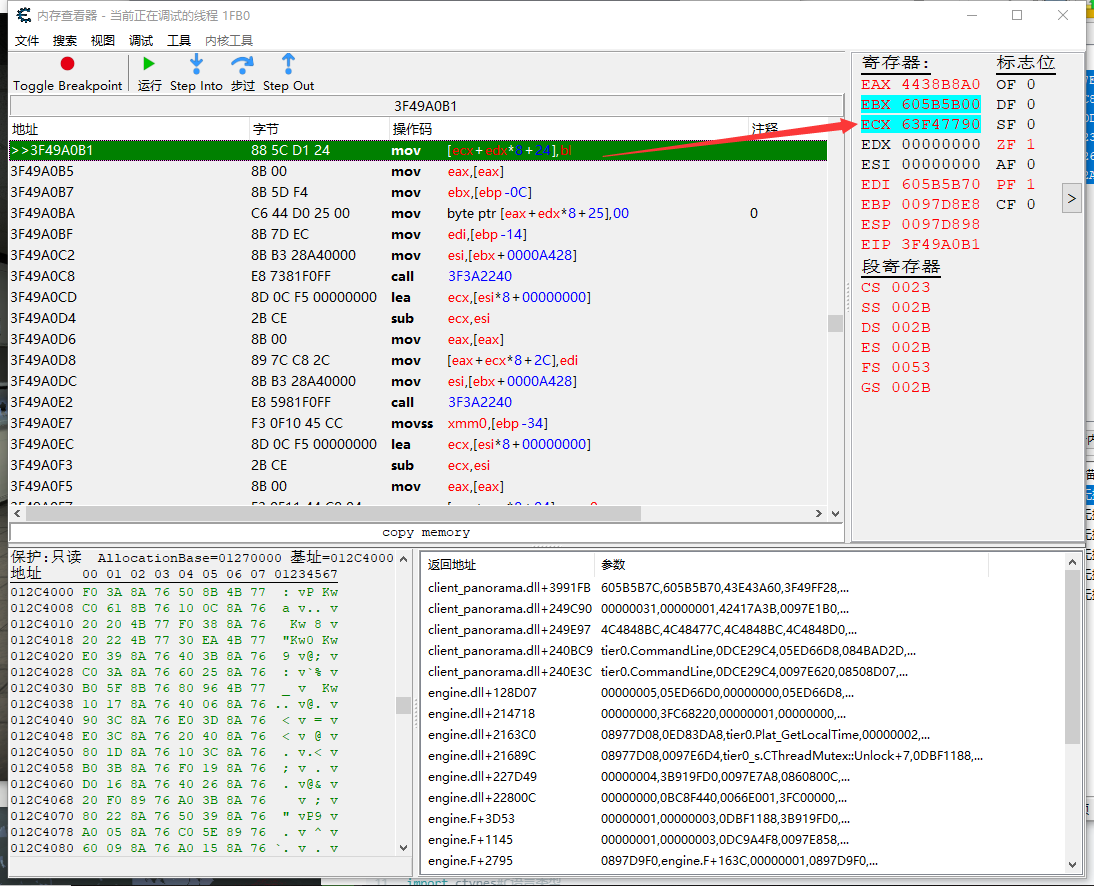 内存查看器 - 当前正在调试的线程 1FB0
文件 搜索 视图 调试 工具 内核工具
Toggle Breakpoint 运行 Step Into 步过 Step Out
3F49A0B1
地址 字节 操作码 注释
>>3F49A0B1 88 5C D1 24 mov [ecx+edx*8+24],bl
3F49A0B5 8B 00 mov eax,[eax]
3F49A0B7 8B 5D F4 mov ebx,[ebp-0C]
3F49A0BA C6 44 D0 25 00 mov byte ptr [eax+edx*8+25],00 0
3F49A0BF 8B 7D EC mov edi,[ebp-14]
3F49A0C2 8B B3 28A40000 mov esi,[ebx+0000A428]
3F49A0C8 E8 7381F0FF call 3F3A2240
3F49A0CD 8D 0C F5 00000000 lea ecx,[esi*8+00000000]
3F49A0D4 2B CE sub ecx,esi
3F49A0D6 8B 00 mov eax,[eax]
3F49A0D8 89 7C C8 2C mov [eax+ecx*8+2C],edi
3F49A0DC 8B B3 28A40000 mov esi,[ebx+0000A428]
3F49A0E2 E8 5981F0FF call 3F3A2240
3F49A0E7 F3 0F10 45 CC movss xmm0,[ebp-34]
3F49A0EC 8D 0C F5 00000000 lea ecx,[esi*8+00000000]
3F49A0F3 2B CE sub ecx,esi
3F49A0F5 8B 00 mov eax,[eax]
copy memory
寄存器: 标志位
EAX 4438B8A0 OF 0
EBX 605B5B00 DF 0
ECX 63F47790 SF 0
EDX 00000000 ZF 1
ESI 00000000 AF 0
EDI 605B5B70 PF 1
EBP 0097D8E8 CF 0
ESP 0097D898
EIP 3F49A0B1
>
段寄存器
CS 0023
SS 002B
DS 002B
ES 002B
FS 0053
GS 002B
保护:只读 AllocationBase=01270000 基址=012C4000
地址 00 01 02 03 04 05 06 07 01234567
012C4000 F0 3A 8A 76 50 8B 4B 77 : vP Kw
012C4008 C0 61 8B 76 10 0C 8A 76 a v.. v
012C4010 20 20 4B 77 F0 38 8A 76 Kw 8 v
012C4018 20 22 4B 77 30 EA 4B 77 "Kw0 Kw
012C4020 E0 39 8A 76 40 3B 8A 76 9 v@; v
012C4028 C0 3A 8A 76 60 25 8A 76 : v`% v
012C4030 B0 5F 8B 76 80 96 4B 77 _ v Kw
012C4038 10 17 8A 76 40 06 8A 76 .. v@. v
012C4040 90 3C 8A 76 E0 3D 8A 76 < v = v
012C4048 E0 3C 8A 76 20 40 8A 76 < v @ v
012C4050 80 1D 8A 76 10 3C 8A 76 . v.< v
012C4058 B0 3B 8A 76 F0 19 8A 76 ; v . v
012C4060 D0 16 8A 76 40 26 8A 76 . v@& v
012C4068 20 F0 89 76 A0 3B 8A 76 v ; v
012C4070 80 22 8A 76 50 39 8A 76 " vP9 v
012C4078 A0 05 8A 76 C0 5E 89 76 . v ^ v
012C4080 60 09 8A 76 A0 15 8A 76 `. v . v
返回地址 参数
client_panorama.dll+3991FB 605B5B7C,605B5B70,43E43A60,3F49FF28,...
client_panorama.dll+249C90 00000031,00000001,42417A3B,0097E1B0,...
client_panorama.dll+249E97 4C4848BC,4C48477C,4C4848BC,4C4848D0,...
client_panorama.dll+240BC9 tier0.CommandLine,0DCE29C4,05ED66D8,084BAD2D,...
client_panorama.dll+240E3C tier0.CommandLine,0DCE29C4,0097E620,08508D07,...
engine.dll+128D07 00000005,05ED66D0,00000000,05ED66D8,...
engine.dll+214718 00000000,3FC68220,00000001,00000000,...
engine.dll+2163C0 08977D08,0ED83DA8,tier0.Plat_GetLocalTime,00000002,...
engine.dll+21689C 08977D08,0097E6D4,tier0_s.CThreadMutex::Unlock+7,0DBF1188,...
engine.dll+227D49 00000004,3B919FD0,0097E7A8,0860800C,...
engine.dll+22800C 00000000,0BC8F440,0066E001,3FC00000,...
engine.F+3D53 00000001,00000003,0DBF1188,3B919FD0,...
engine.F+1145 00000001,00000003,0DC9A4F8,0097E858,...
engine.F+2795 0897D9F0,engine.F+163C,00000001,0897D9F0,...